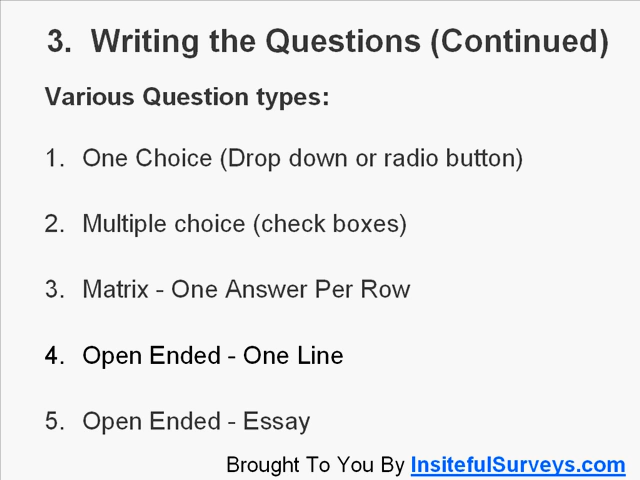 3. Writing the Questions (Continued)
Various Question types:
1. One Choice (Drop down or radio button)
2. Multiple choice (check boxes)
3. Matrix - One Answer Per Row
4. Open Ended - One Line
5. Open Ended - Essay
Brought To You By InsitefulSurveys.com